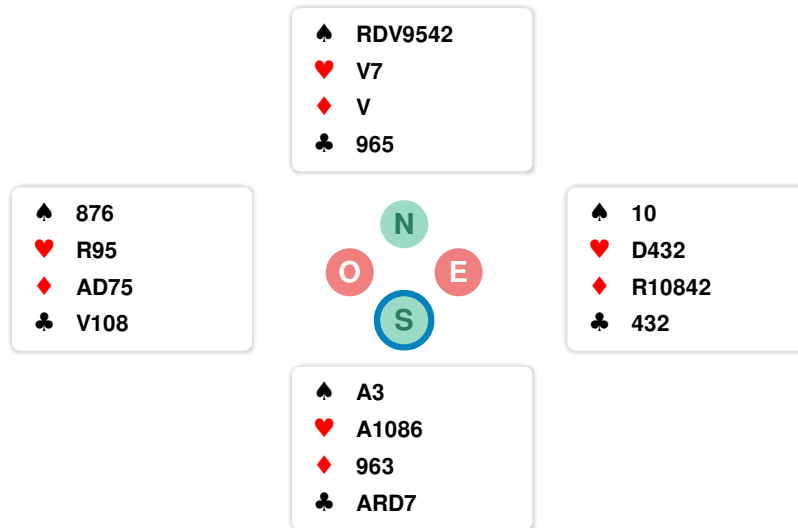 ♠ RDV9542
♥ V7
♦ V
♣ 965
♠ 876
♥ R95
♦ AD75
♣ V108
N
O E
S
♠ 10
♥ D432
♦ R10842
♣ 432
♠ A3
♥ A1086
♦ 963
♣ ARD7